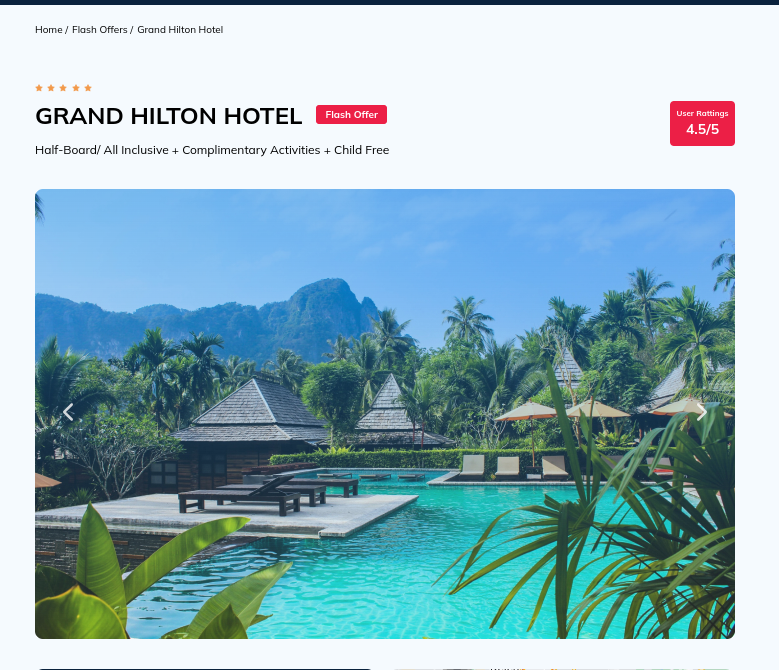 Home / Flash Offers / Grand Hilton Hotel
GRAND HILTON HOTEL
Flash Offer
User Rattings
4.5/5
Half-Board/ All Inclusive + Complimentary Activities + Child Free